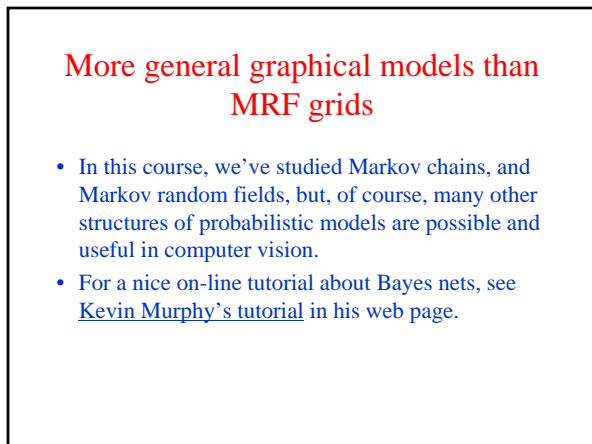 More general graphical models than
MRF grids
• In this course, we've studied Markov chains, and
Markov random fields, but, of course, many other
structures of probabilistic models are possible and
useful in computer vision.
• For a nice on-line tutorial about Bayes nets, see
Kevin Murphy's tutorial in his web page.